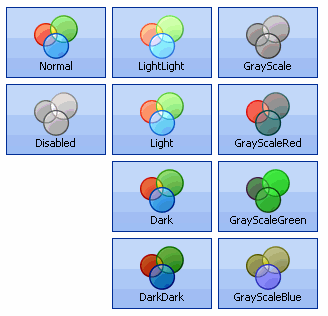 Normal
LightLight
GrayScale
Disabled
Light
GrayScaleRed
Dark
GrayScaleGreen
DarkDark
GrayScaleBlue